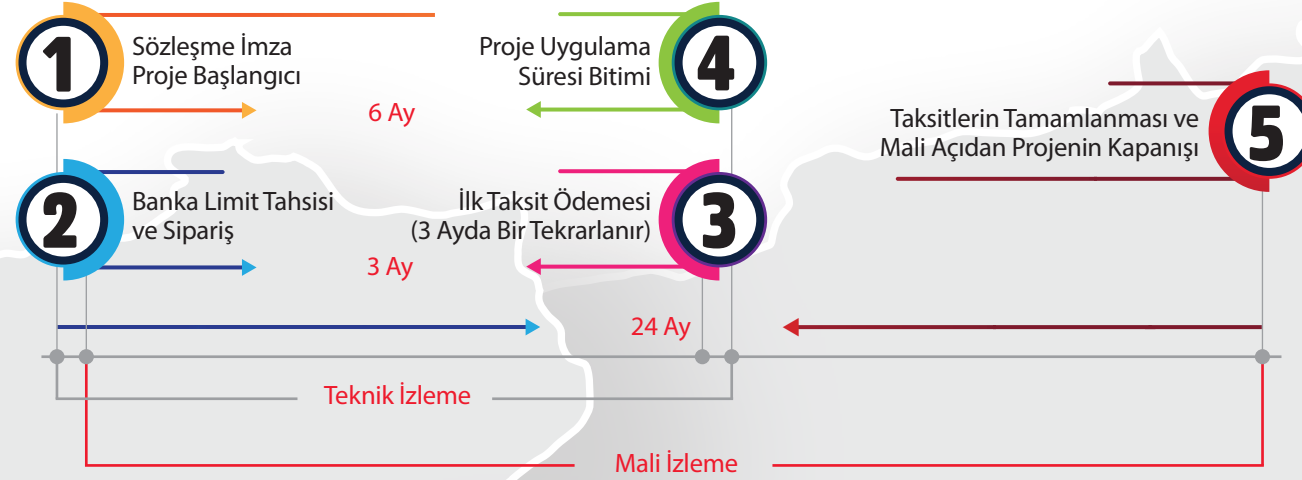 1
Sözleşme İmza
Proje Başlangıcı
6 Ay
Proje Uygulama
Süresi Bitimi
4
2
Banka Limit Tahsisi
ve Sipariş
3 Ay
İlk Taksit Ödemesi
(3 Ayda Bir Tekrarlanır)
3
Taksitlerin Tamamlanması ve
Mali Açıdan Projenin Kapanışı
5
24 Ay
Teknik İzleme
Mali İzleme